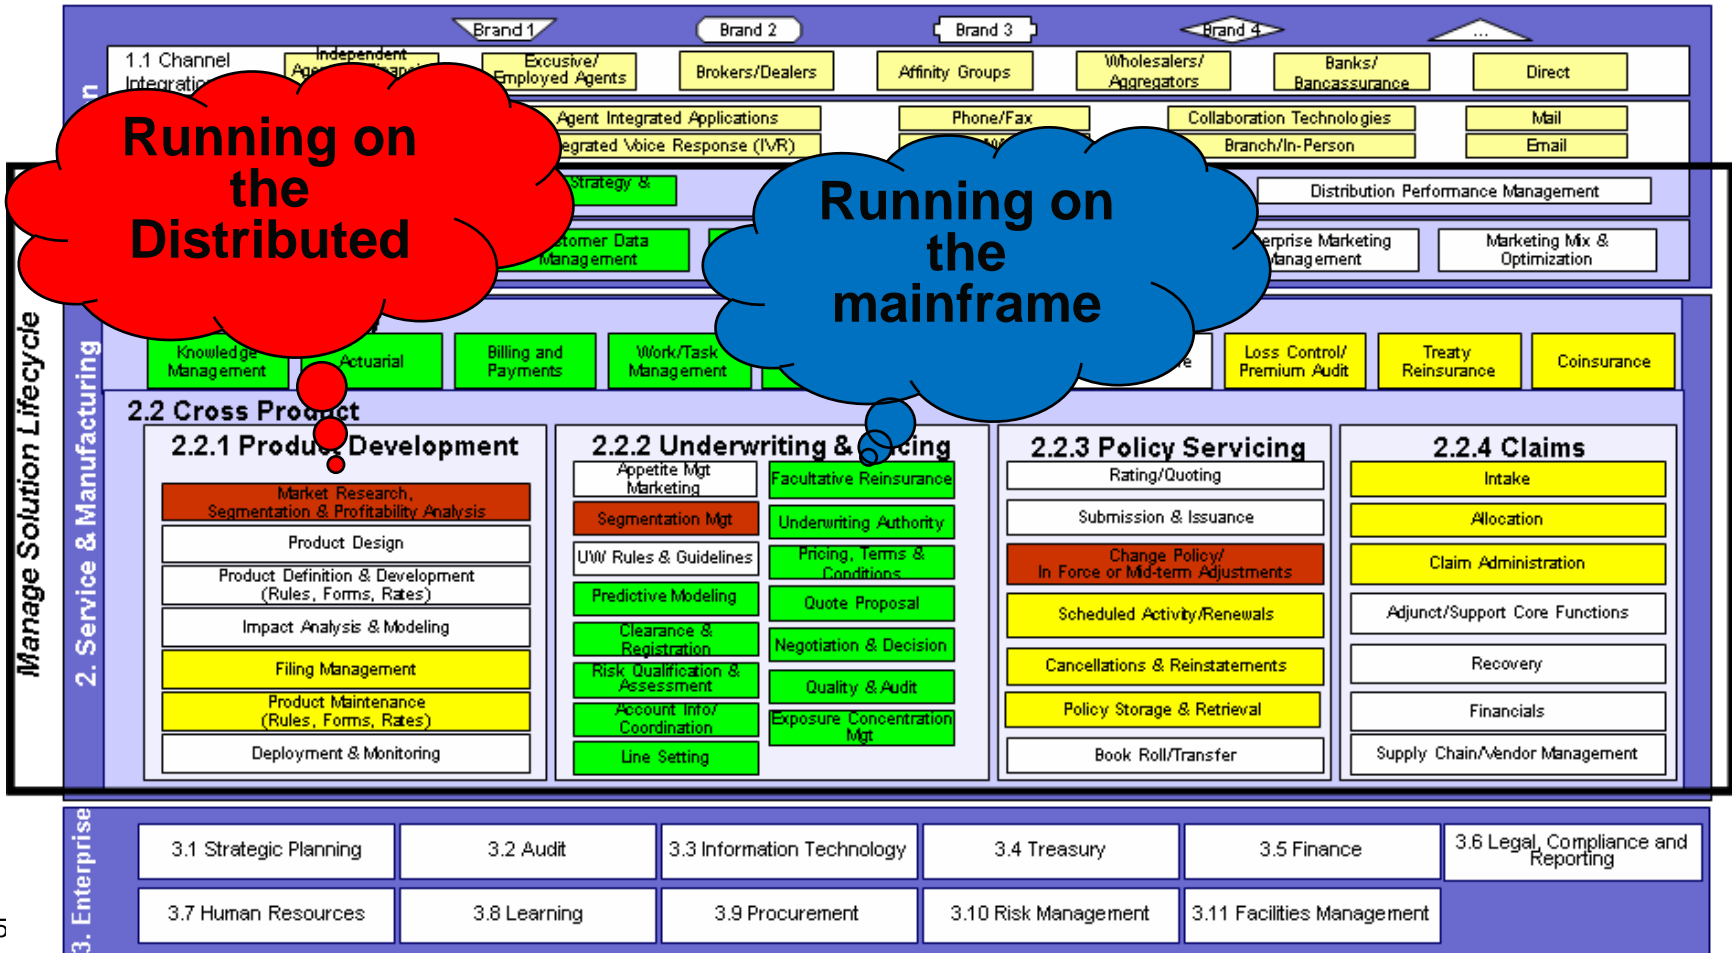 Brand 1
Brand 2
Brand 3
Brand 4
...
1.1 Channel
Independent
Excusive/
Employed Agents
Brokers/Dealers
Affinity Groups
Wholesalers/
Aggregators
Banks/
Bancassurance
Direct
Agent Integrated Applications
Phone/Fax
Collaboration Technologies
Mail
Voice Response (IVR)
Branch/In-Person
Email
Running on
the
Distributed
Running on
the
mainframe
Strategy &
Distribution Performance Management
Data
Management
Marketing
Marketing Mix &
Optimization
Manage Solution Lifecycle
2. Service & Manufacturing
Knowledge
Management
Actuarial
Billing and
Payments
Work/Task
Management
Loss Control/
Premium Audit
Treaty
Reinsurance
Coinsurance
2.2 Cross Product
2.2.1 Product Development
Market Research,
Segmentation & Profitability Analysis
Product Design
Product Definition & Development
(Rules, Forms, Rates)
Impact Analysis & Modeling
Filing Management
Product Maintenance
(Rules, Forms, Rates)
Deployment & Monitoring
2.2.2 Underwriting &
Appetite Mgt
Marketing
Segmentation Mgt
UW Rules & Guidelines
Predictive Modeling
Clearance &
Registration
Risk Qualification &
Assessment
Account Info/
Coordination
Line Setting
Facultative Reinsurance
Underwriting Authority
Pricing, Terms &
Conditions
Quote Proposal
Negotiation & Decision
Quality & Audit
Exposure Concentration
Mgt
2.2.3 Policy Servicing
Rating/Quoting
Submission & Issuance
Change Policy/
In Force or Mid-term Adjustments
Scheduled Activity/Renewals
Cancellations & Reinstatements
Policy Storage & Retrieval
Book Roll/Transfer
2.2.4 Claims
Intake
Allocation
Claim Administration
Adjunct/Support Core Functions
Recovery
Financials
Supply Chain/Vendor Management
3. Enterprise
3.1 Strategic Planning
3.2 Audit
3.3 Information Technology
3.4 Treasury
3.5 Finance
3.6 Legal, Compliance and
Reporting
3.7 Human Resources
3.8 Learning
3.9 Procurement
3.10 Risk Management
3.11 Facilities Management